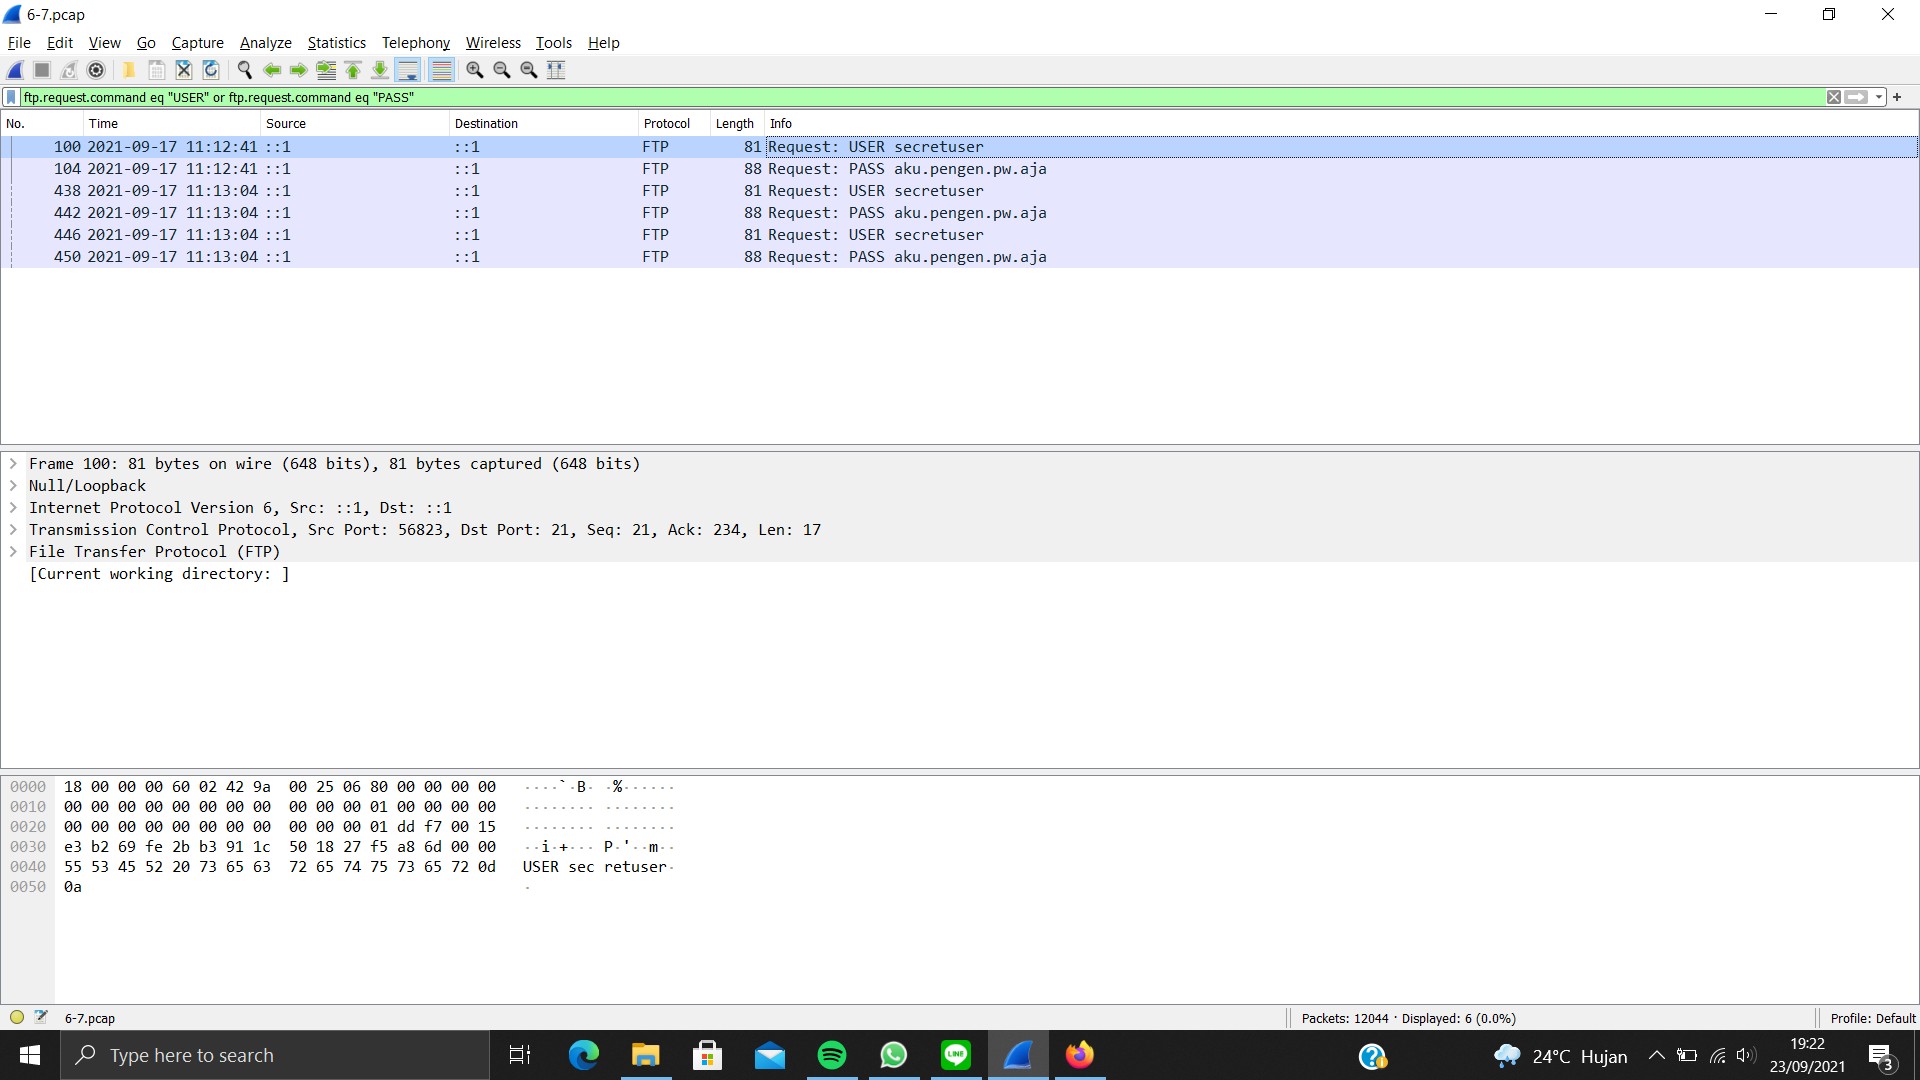 6-7.pcap
File Edit View Go Capture Analyze Statistics Telephony Wireless Tools Help
ftp.request.command eq "USER" or ftp.request.command eq "PASS"
No. Time Source Destination Protocol Length Info
100 2021-09-17 11:12:41 ::1 ::1 FTP 81 Request: USER secretuser
104 2021-09-17 11:12:41 ::1 ::1 FTP 88 Request: PASS aku.pengen.pw.aja
438 2021-09-17 11:13:04 ::1 ::1 FTP 81 Request: USER secretuser
442 2021-09-17 11:13:04 ::1 ::1 FTP 88 Request: PASS aku.pengen.pw.aja
446 2021-09-17 11:13:04 ::1 ::1 FTP 81 Request: USER secretuser
450 2021-09-17 11:13:04 ::1 ::1 FTP 88 Request: PASS aku.pengen.pw.aja
Frame 100: 81 bytes on wire (648 bits), 81 bytes captured (648 bits)
Null/Loopback
Internet Protocol Version 6, Src: ::1, Dst: ::1
Transmission Control Protocol, Src Port: 56823, Dst Port: 21, Seq: 21, Ack: 234, Len: 17
File Transfer Protocol (FTP)
[Current working directory: ]
0000 18 00 00 00 60 02 42 9a 00 25 06 80 00 00 00 00 ····`·B· ·%······
0010 00 00 00 00 00 00 00 00 00 00 00 01 00 00 00 00 ········ ········
0020 00 00 00 00 00 00 00 00 00 00 00 01 dd f7 00 15 ········ ········
0030 e3 b2 69 fe 2b b3 91 1c 50 18 27 f5 a8 6d 00 00 ··i·+··· P·'··m··
0040 55 53 45 52 20 73 65 63 72 65 74 75 73 65 72 0d USER sec retuser·
0050 0a ·
6-7.pcap Packets: 12044 · Displayed: 6 (0.0%) Profile: Default
Type here to search
LINE
24°C Hujan
19:22
23/09/2021
3